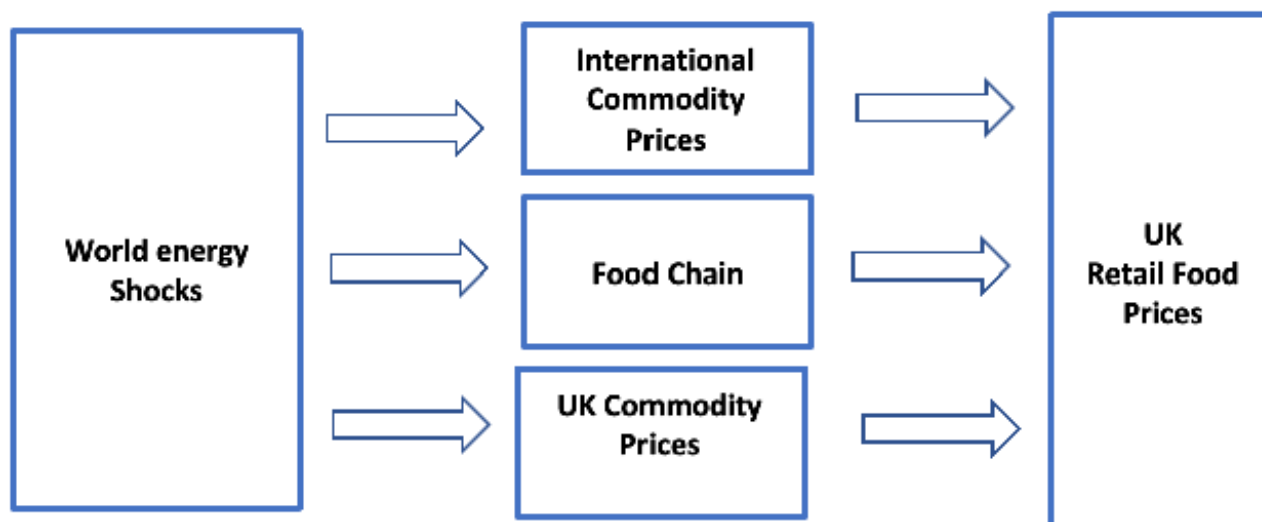 World energy
Shocks
International
Commodity
Prices
Food Chain
UK Commodity
Prices
UK
Retail Food
Prices